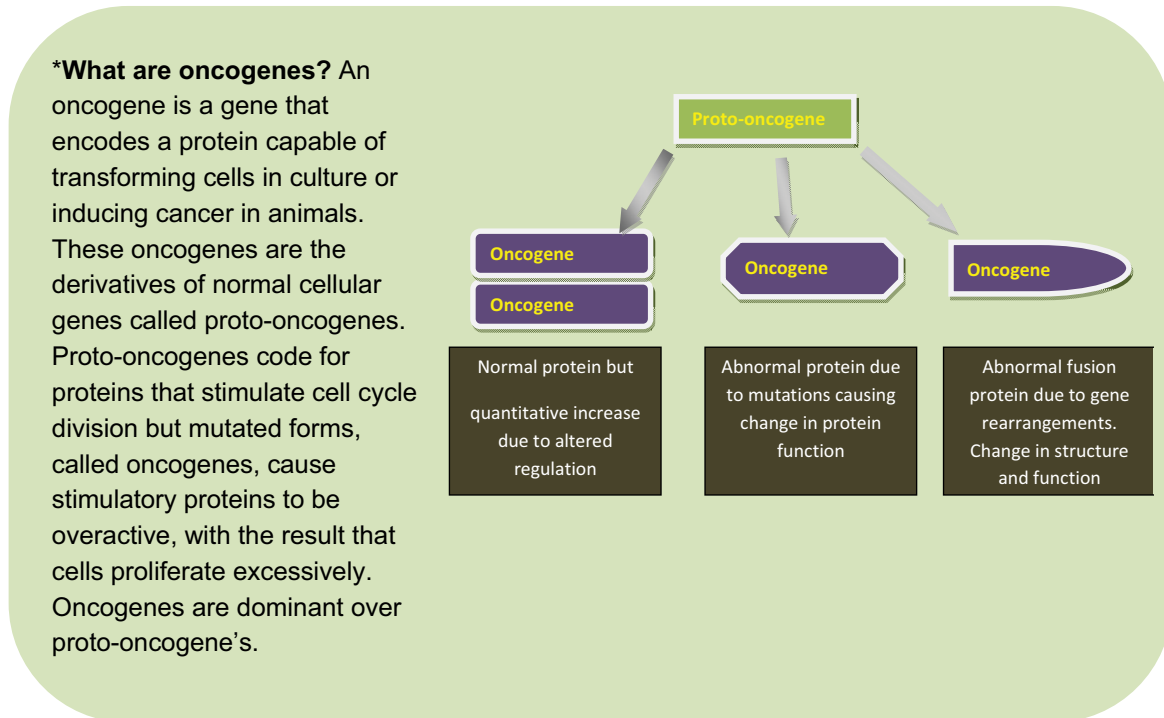 *What are oncogenes? An
oncogene is a gene that
encodes a protein capable of
transforming cells in culture or
inducing cancer in animals.
These oncogenes are the
derivatives of normal cellular
genes called proto-oncogenes.
Proto-oncogenes code for
proteins that stimulate cell cycle
division but mutated forms,
called oncogenes, cause
stimulatory proteins to be
overactive, with the result that
cells proliferate excessively.
Oncogenes are dominant over
proto-oncogene’s.
Proto-oncogene
Oncogene
Oncogene
Oncogene
Oncogene
Normal protein but
quantitative increase
due to altered
regulation
Abnormal protein due
to mutations causing
change in protein
function
Abnormal fusion
protein due to gene
rearrangements.
Change in structure
and function